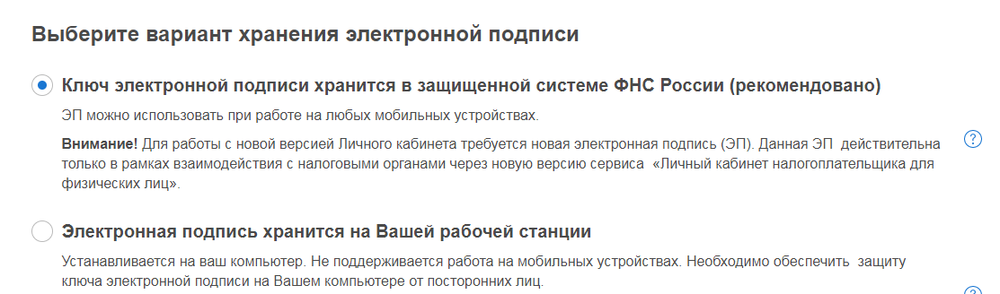 Выберите вариант хранения электронной подписи
Ключ электронной подписи хранится в защищенной системе ФНС России (рекомендовано)
ЭП можно использовать при работе на любых мобильных устройствах.
Внимание! Для работы с новой версией Личного кабинета требуется новая электронная подпись (ЭП). Данная ЭП действительна
только в рамках взаимодействия с налоговыми органами через новую версию сервиса «Личный кабинет налогоплательщика для
физических лиц».
?
Электронная подпись хранится на Вашей рабочей станции
Устанавливается на ваш компьютер. Не поддерживается работа на мобильных устройствах. Необходимо обеспечить защиту
ключа электронной подписи на Вашем компьютере от посторонних лиц.
?